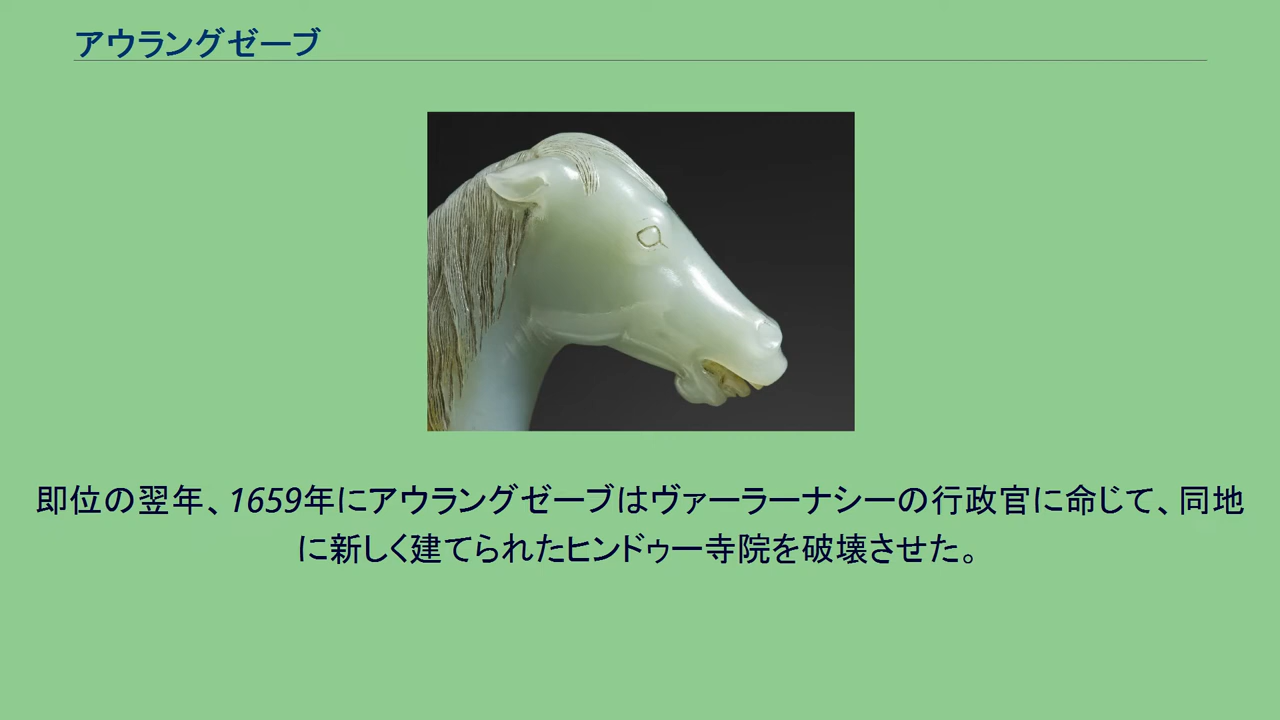 アウラングゼーブ
即位の翌年、1659年にアウラングゼーブはヴァーラーナシーの行政官に命じて、同地
に新しく建てられたヒンドゥー寺院を破壊させた。